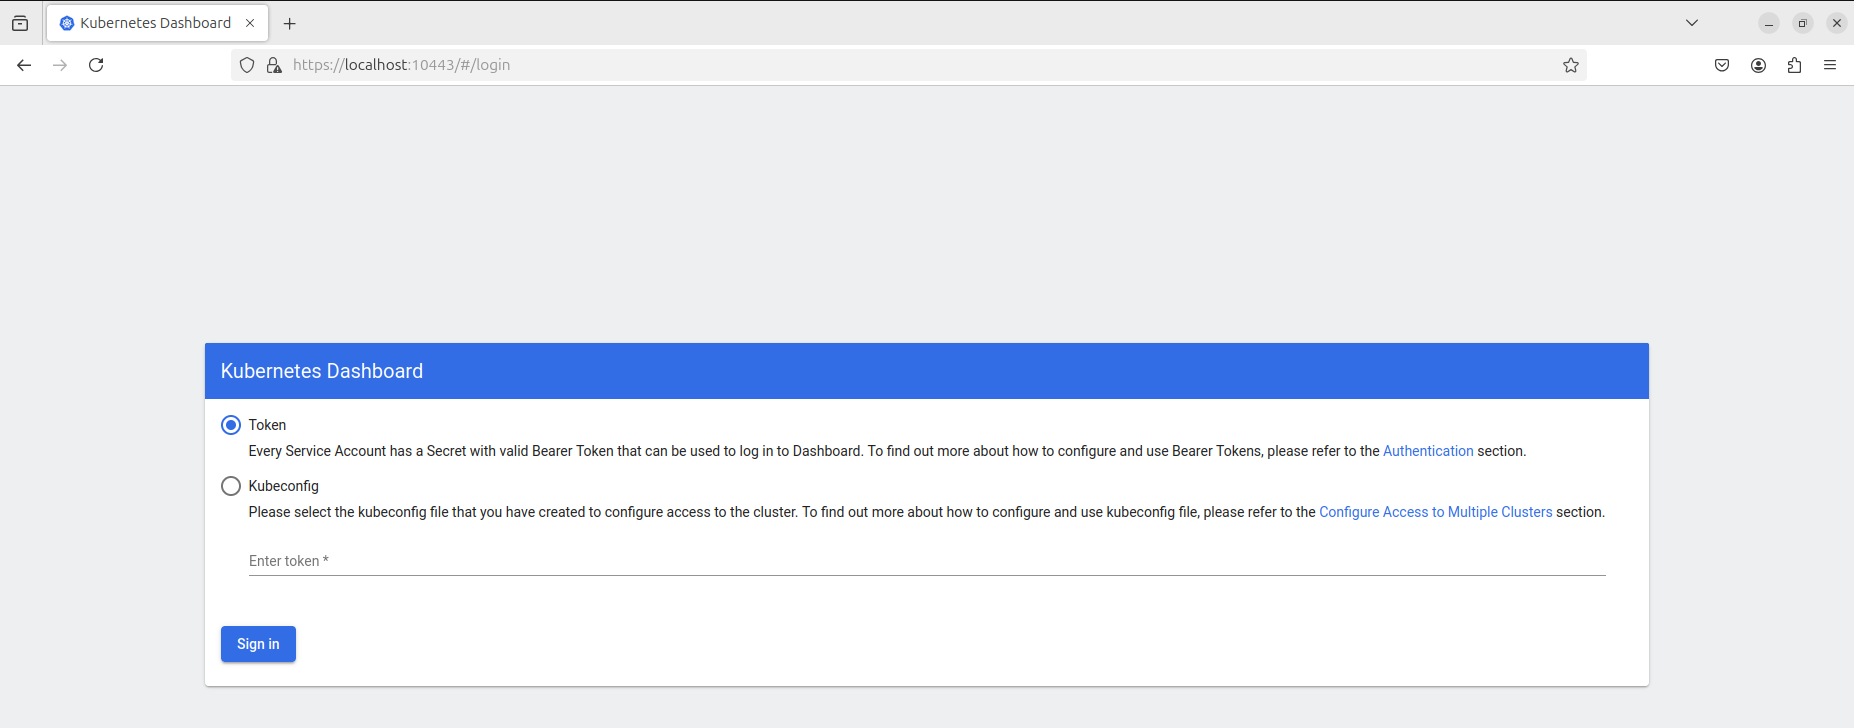 Kubernetes Dashboard
https://localhost:10443/#/login
Kubernetes Dashboard
Token
Every Service Account has a Secret with valid Bearer Token that can be used to log in to Dashboard. To find out more about how to configure and use Bearer Tokens, please refer to the Authentication section.
Kubeconfig
Please select the kubeconfig file that you have created to configure access to the cluster. To find out more about how to configure and use kubeconfig file, please refer to the Configure Access to Multiple Clusters section.
Enter token *
Sign in